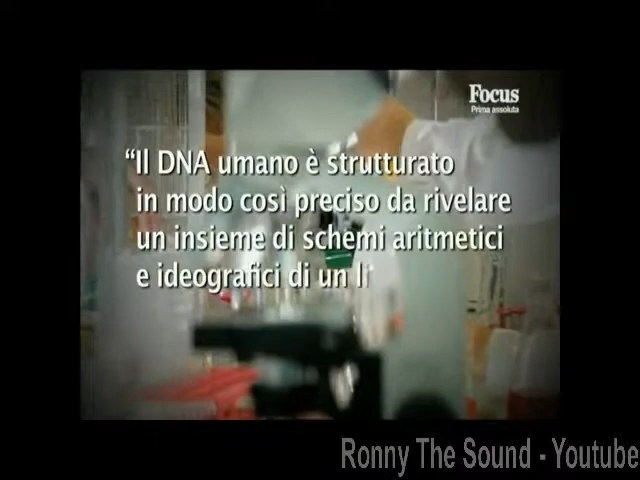 Focus
Prima assoluta
“Il DNA umano è strutturato
in modo così preciso da rivelare
un insieme di schemi aritmetici
e ideografici di un li
Ronny The Sound - Youtube